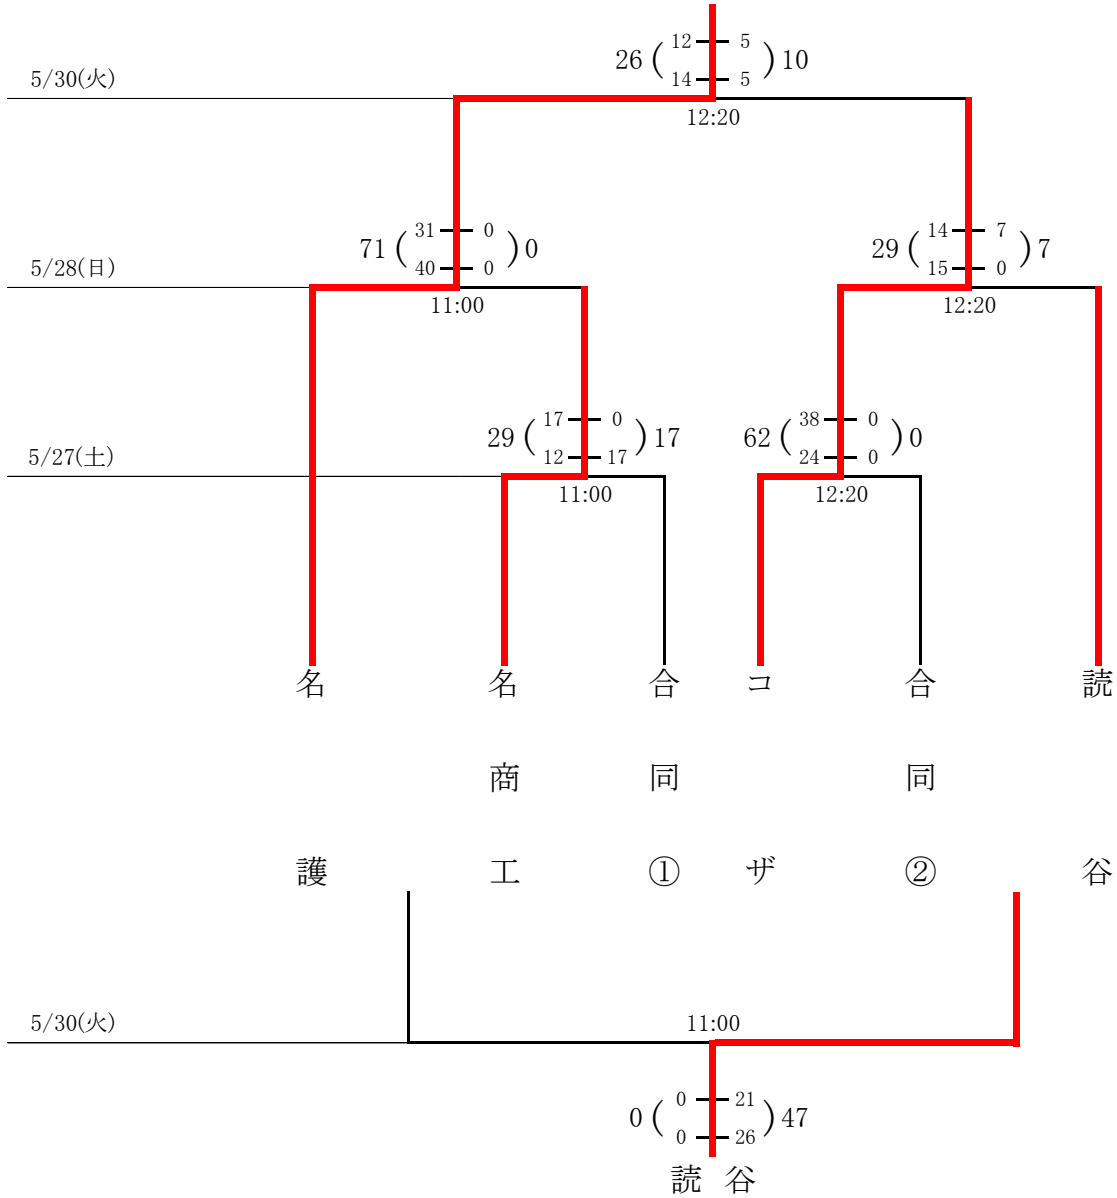 12 5
26 ( ) 10
14 5
5/30(火)
12:20
31 0 14 7
71 ( ) 0 29 ( ) 7
40 0 15 0
5/28(日)
11:00 12:20
17 0 38 0
29 ( ) 17 62 ( ) 0
12 17 24 0
5/27(土)
11:00 12:20
名護
名商工
合同①
コザ
合同②
読谷
5/30(火) 11:00
0 21
0 ( ) 47
0 26
読谷